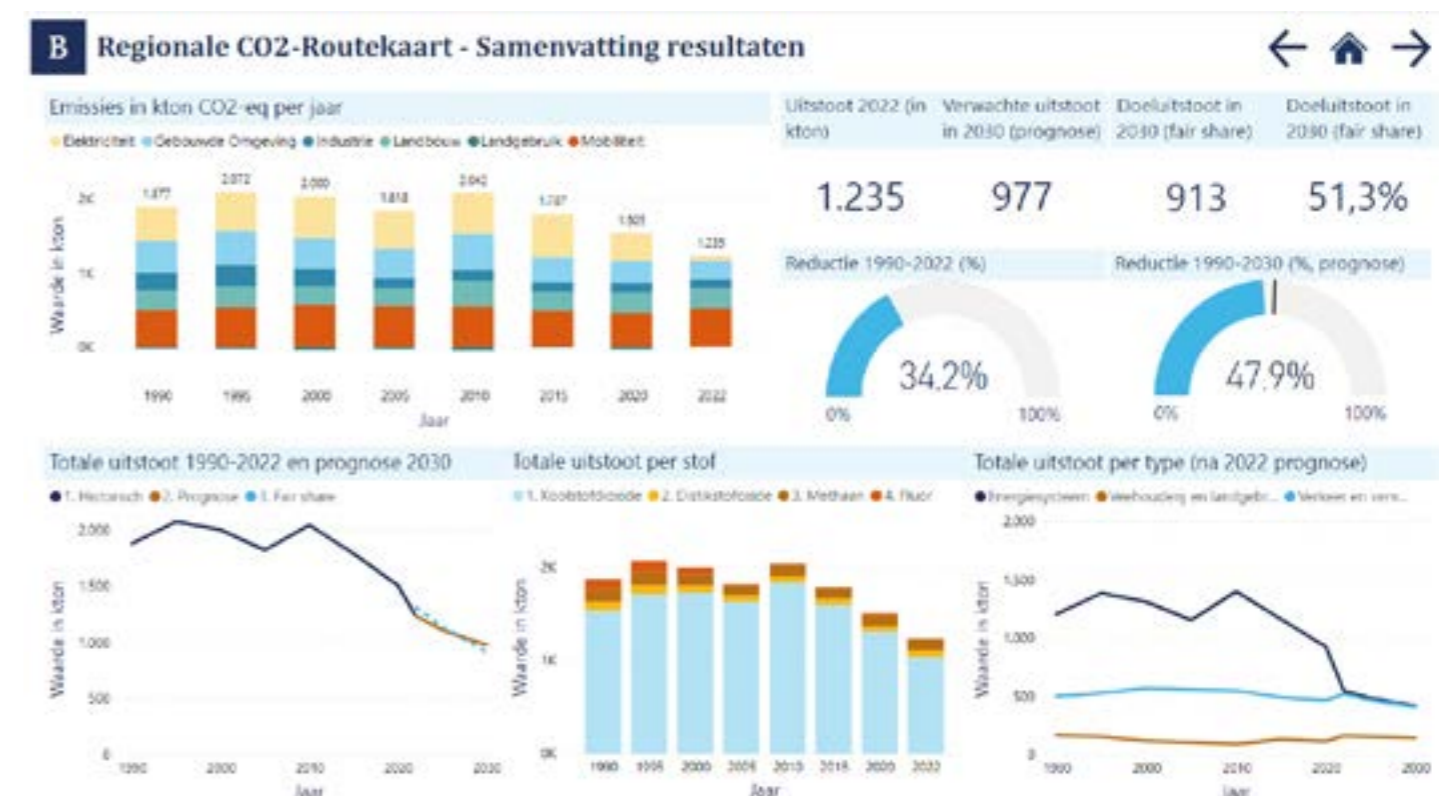 B Regionale CO2-Routekaart - Samenvatting resultaten
Emissies in kton CO2-eq per jaar
Elektriciteit Gebouwde Omgeving Industrie Landbouw Landgebruik Mobiliteit
Waarde in kton
2K
1K
0K
1.877
2.072
2.000
1.818
2.042
1.503
1.235
1990 1995 2000 2005 2010 2015 2020 2022
Jaar
Uitstoot 2022 (in kton)
1.235
Verwachte uitstoot in 2030 (prognose)
977
Doeluitstoot in 2030 (fair share)
913
Doeluitstoot in 2030 (fair share)
51,3%
Reductie 1990-2022 (%)
34,2%
0% 100%
Reductie 1990-2030 (%, prognose)
47,9%
0% 100%
Totale uitstoot 1990-2022 en prognose 2030
1. Historisch 2. Prognose 3. Fair share
Waarde in kton
2.000
1.500
1.000
500
0
1990 2000 2010 2020 2030
Jaar
Totale uitstoot per stof
1. Koolstofdioxide 2. Distikstofoxide 3. Methaan 4. Fluor
Waarde in kton
2K
1K
0K
1990 1995 2000 2005 2010 2015 2020 2022
Jaar
Totale uitstoot per type (na 2022 prognose)
Energiesysteem Veehouderij en landgebr... Verkeer en verv...
Waarde in kton
2.000
1.500
1.000
500
0
1990 2000 2010 2020
Jaar